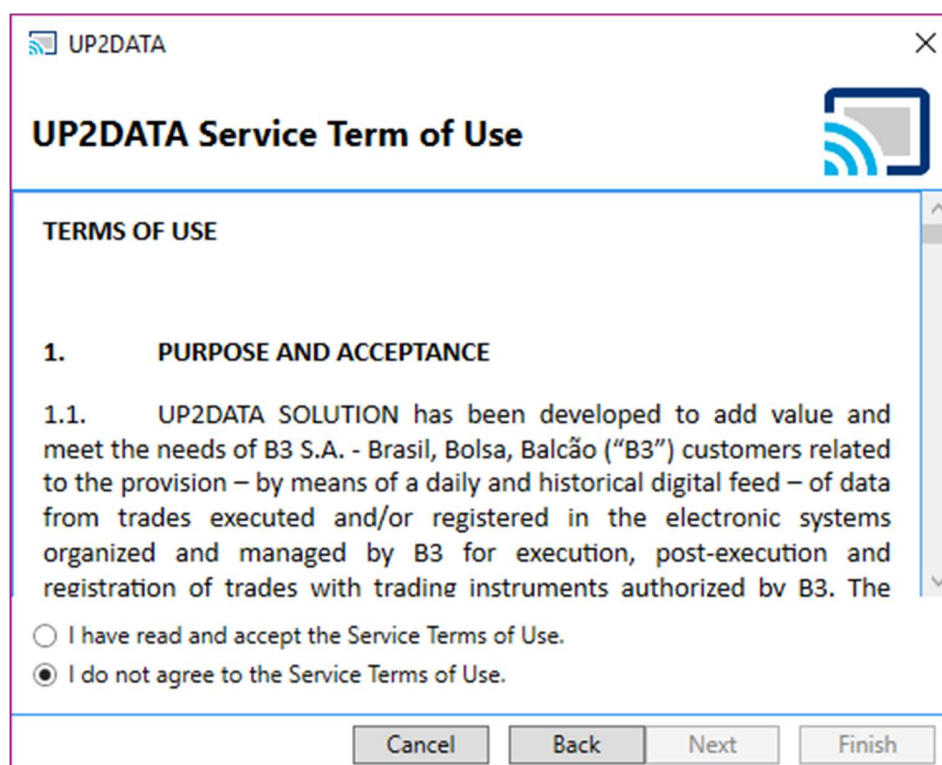 UP2DATA
UP2DATA Service Term of Use
TERMS OF USE
1. PURPOSE AND ACCEPTANCE
1.1. UP2DATA SOLUTION has been developed to add value and
meet the needs of B3 S.A. - Brasil, Bolsa, Balcão (“B3”) customers related
to the provision – by means of a daily and historical digital feed – of data
from trades executed and/or registered in the electronic systems
organized and managed by B3 for execution, post-execution and
registration of trades with trading instruments authorized by B3. The
I have read and accept the Service Terms of Use.
I do not agree to the Service Terms of Use.
Cancel Back Next Finish